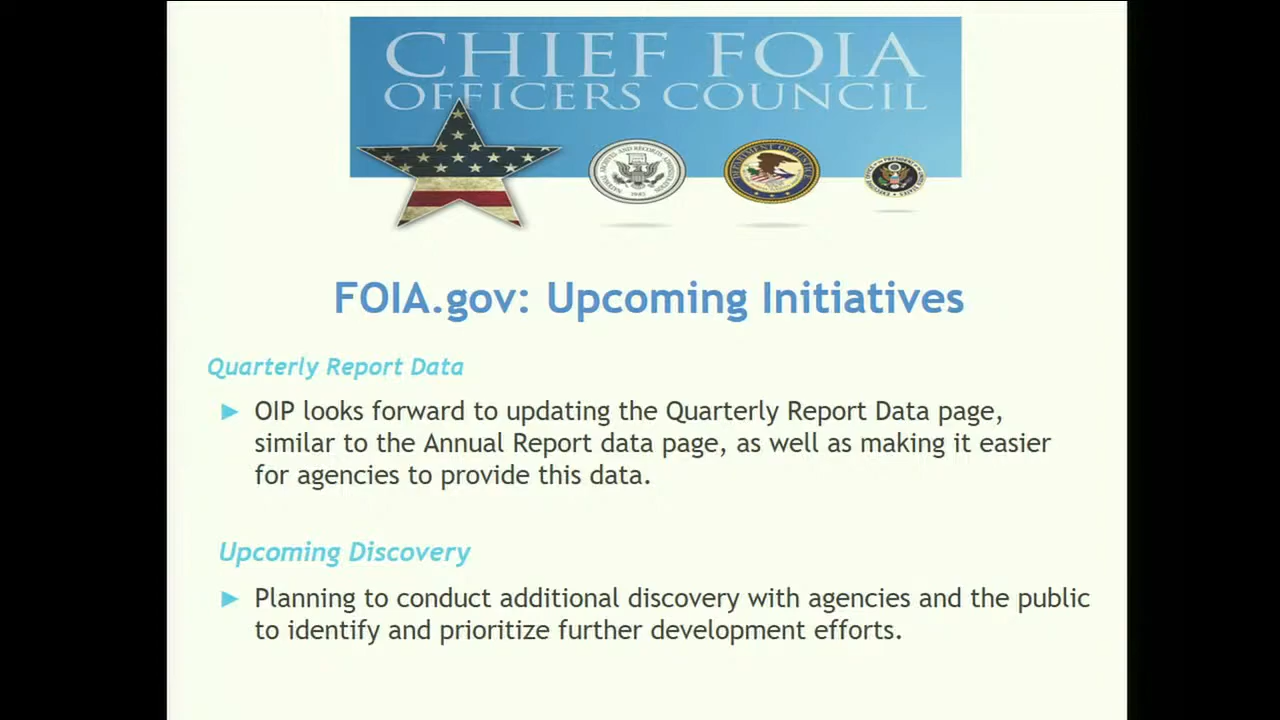 CHIEF FOIA
OFFICERS COUNCIL
FOIA.gov: Upcoming Initiatives
Quarterly Report Data
OIP looks forward to updating the Quarterly Report Data page,
similar to the Annual Report data page, as well as making it easier
for agencies to provide this data.
Upcoming Discovery
Planning to conduct additional discovery with agencies and the public
to identify and prioritize further development efforts.